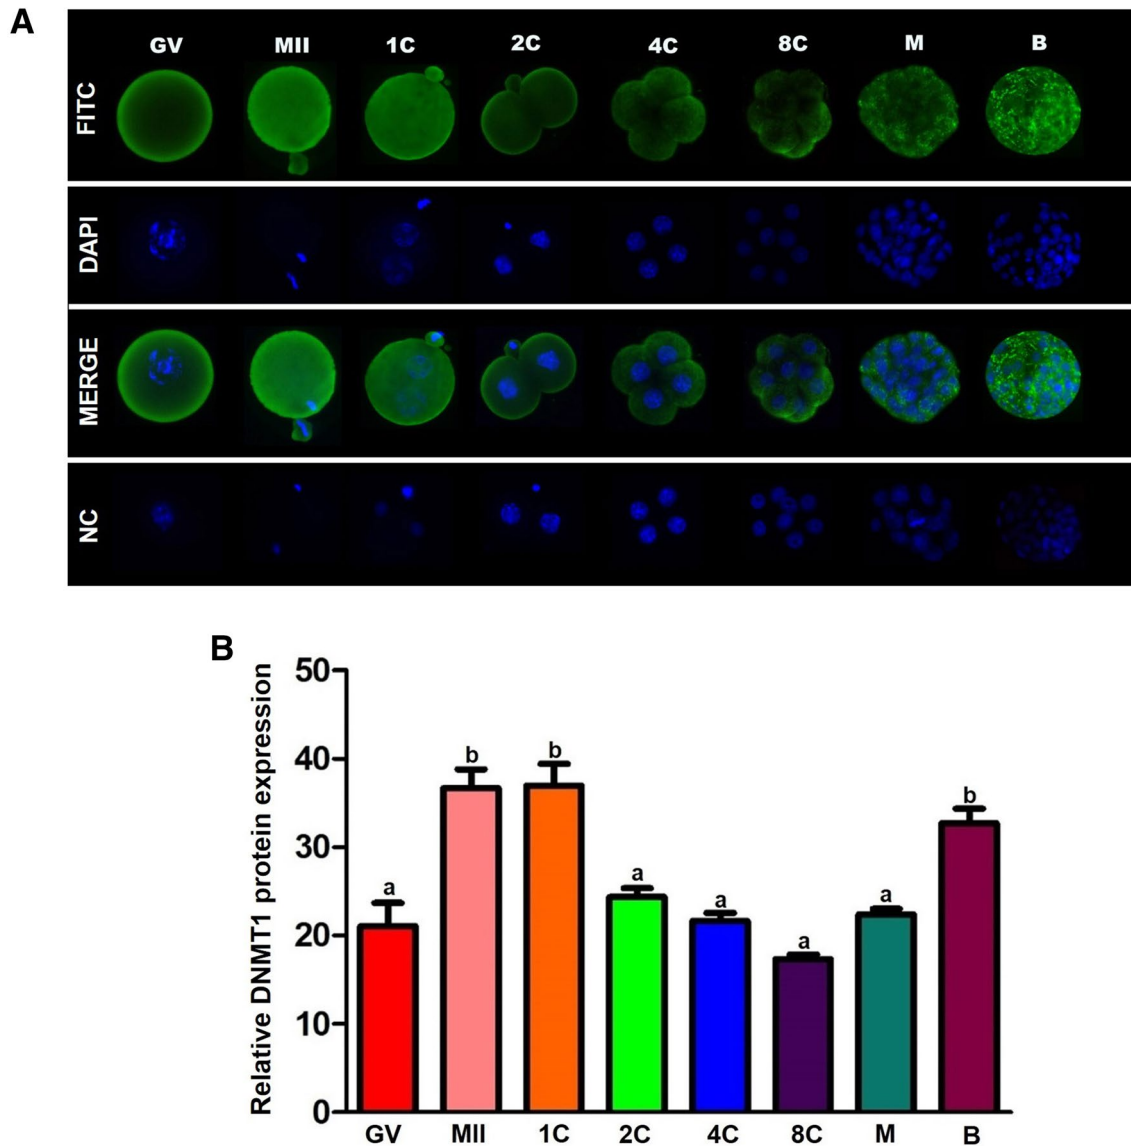 A
GV MII 1C 2C 4C 8C M B
FITC
DAPI
MERGE
NC
B
Relative DNMT1 protein expression
50
40
30
20
10
0
a
b
b
a
a
a
a
b
GV MII 1C 2C 4C 8C M B